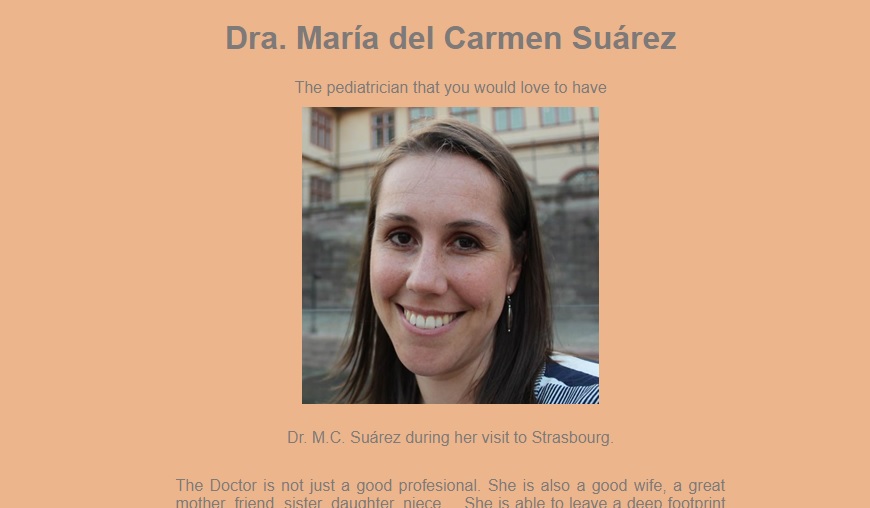 Dra. María del Carmen Suárez
The pediatrician that you would love to have
Dr. M.C. Suárez during her visit to Strasbourg.
The Doctor is not just a good profesional. She is also a good wife, a great
mother, friend, sister, daughter, niece ... She is able to leave a deep footprint